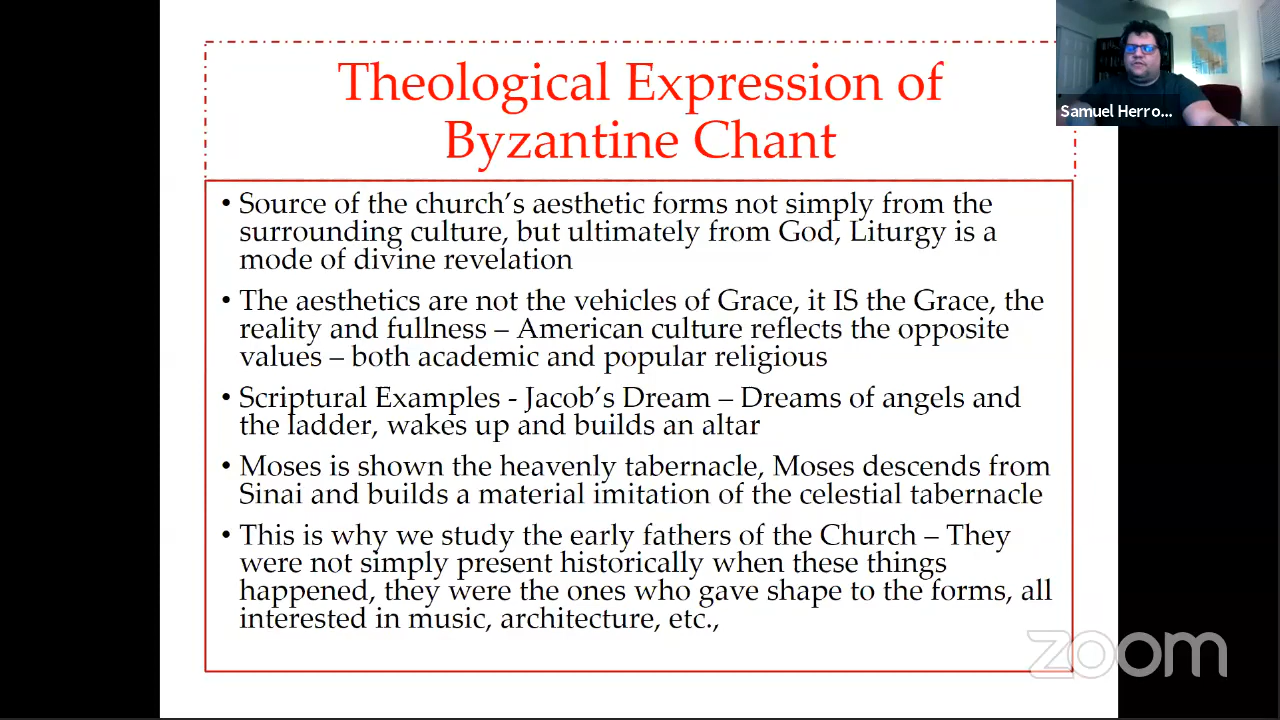 Theological Expression of
Byzantine Chant
Samuel Herro...
• Source of the church’s aesthetic forms not simply from the
surrounding culture, but ultimately from God, Liturgy is a
mode of divine revelation
• The aesthetics are not the vehicles of Grace, it IS the Grace, the
reality and fullness – American culture reflects the opposite
values – both academic and popular religious
• Scriptural Examples - Jacob’s Dream – Dreams of angels and
the ladder, wakes up and builds an altar
• Moses is shown the heavenly tabernacle, Moses descends from
Sinai and builds a material imitation of the celestial tabernacle
• This is why we study the early fathers of the Church – They
were not simply present historically when these things
happened, they were the ones who gave shape to the forms, all
interested in music, architecture, etc.,
zoom